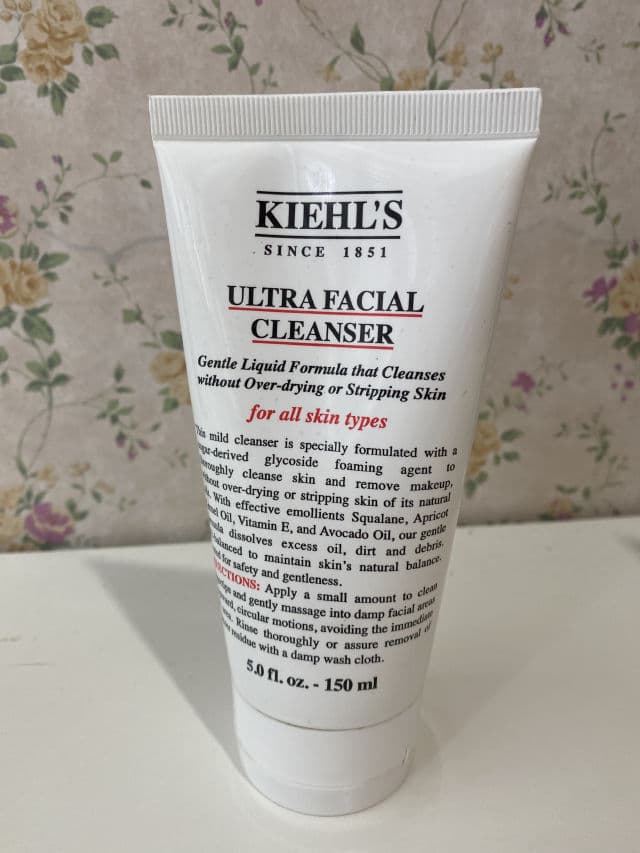 KIEHL'S
SINCE 1851
ULTRA FACIAL
CLEANSER
Gentle Liquid Formula that Cleanses
without Over-drying or Stripping Skin
for all skin types
mild cleanser is specially formulated with a
sugar-derived glycoside foaming agent to
thoroughly cleanse skin and remove makeup,
without over-drying or stripping skin of its natural
With effective emollients Squalane, Apricot
Kernel Oil, Vitamin E, and Avocado Oil, our gentle
dissolves excess oil, dirt and debris.
balanced to maintain skin's natural balance.
for safety and gentleness.
DIRECTIONS: Apply a small amount to clean
and gently massage into damp facial areas
circular motions, avoiding the immediate
Rinse thoroughly or assure removal of
residue with a damp wash cloth.
5.0 fl. oz. - 150 ml